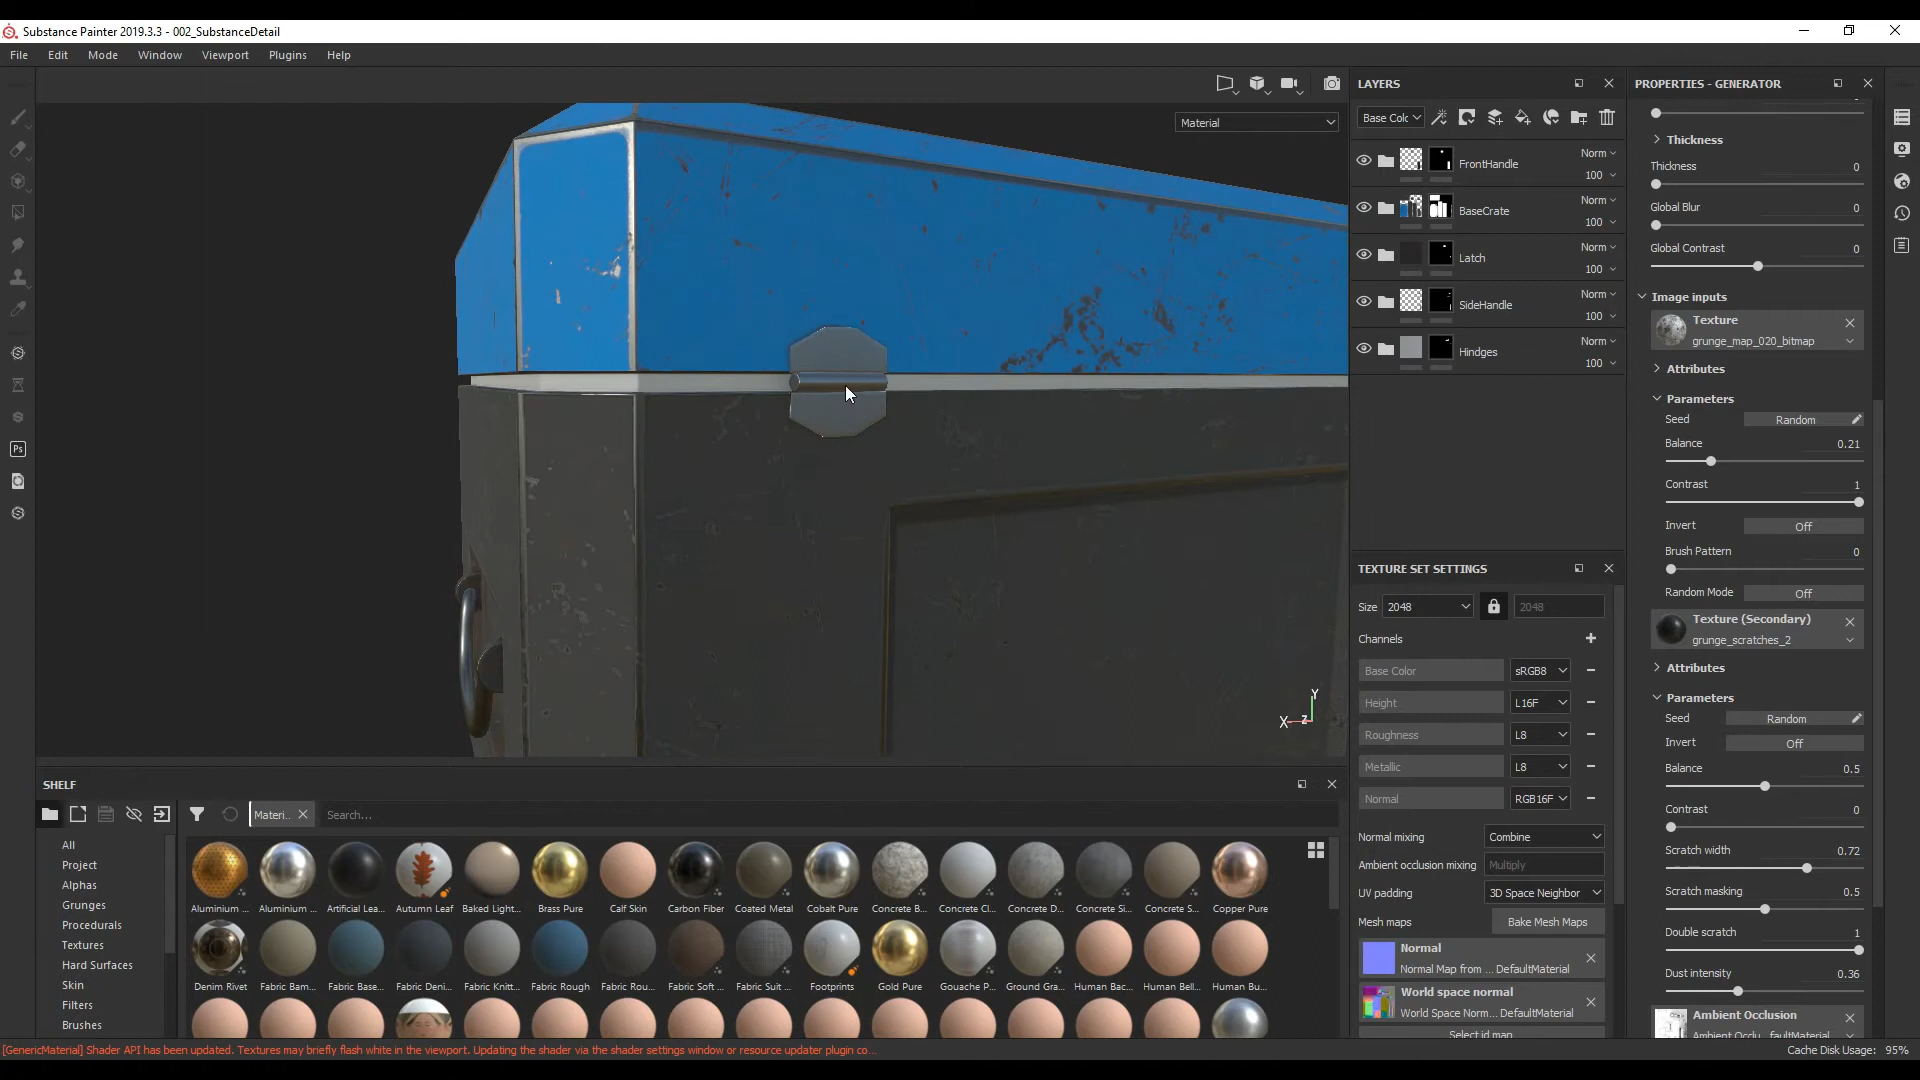 Substance Painter 2019.3.3 - 002_SubstanceDetail
File Edit Mode Window Viewport Plugins Help
Material
LAYERS
Base Colc
FrontHandle Norm 100
BaseCrate Norm 100
Latch Norm 100
SideHandle Norm 100
Hindges Norm 100
TEXTURE SET SETTINGS
Size 2048 2048
Channels
Base Color sRGB8
Height L16F
Roughness L8
Metallic L8
Normal RGB16F
Normal mixing Combine
Ambient occlusion mixing Multiply
UV padding 3D Space Neighbor
Mesh maps Bake Mesh Maps
Normal
Normal Map from ... DefaultMaterial
World space normal
World Space Norm... DefaultMaterial
Select id map
PROPERTIES - GENERATOR
Thickness
Thickness 0
Global Blur 0
Global Contrast 0
Image inputs
Texture
grunge_map_020_bitmap
Attributes
Parameters
Seed Random
Balance 0.21
Contrast 1
Invert Off
Brush Pattern 0
Random Mode Off
Texture (Secondary)
grunge_scratches_2
Attributes
Parameters
Seed Random
Invert Off
Balance 0.5
Contrast 0
Scratch width 0.72
Scratch masking 0.5
Double scratch 1
Dust intensity 0.36
Ambient Occlusion
Ambient Occlu... faultMaterial
Y
X Z
Ps
SHELF
Materi.. Search...
All
Project
Alphas
Grunges
Procedurals
Textures
Hard Surfaces
Skin
Filters
Brushes
Aluminium ... Aluminium ... Artificial Lea... Autumn Leaf Baked Light... Brass Pure Calf Skin Carbon Fiber Coated Metal Cobalt Pure Concrete B... Concrete Cl... Concrete D... Concrete Si... Concrete S... Copper Pure
Denim Rivet Fabric Bam... Fabric Base... Fabric Deni... Fabric Knitt... Fabric Rough Fabric Rou... Fabric Soft ... Fabric Suit ... Footprints Gold Pure Gouache P... Ground Gra... Human Bac... Human Bell... Human Bu...
[GenericMaterial] Shader API has been updated. Textures may briefly flash white in the viewport. Updating the shader via the shader settings window or resource updater plugin co...
Cache Disk Usage: 95%